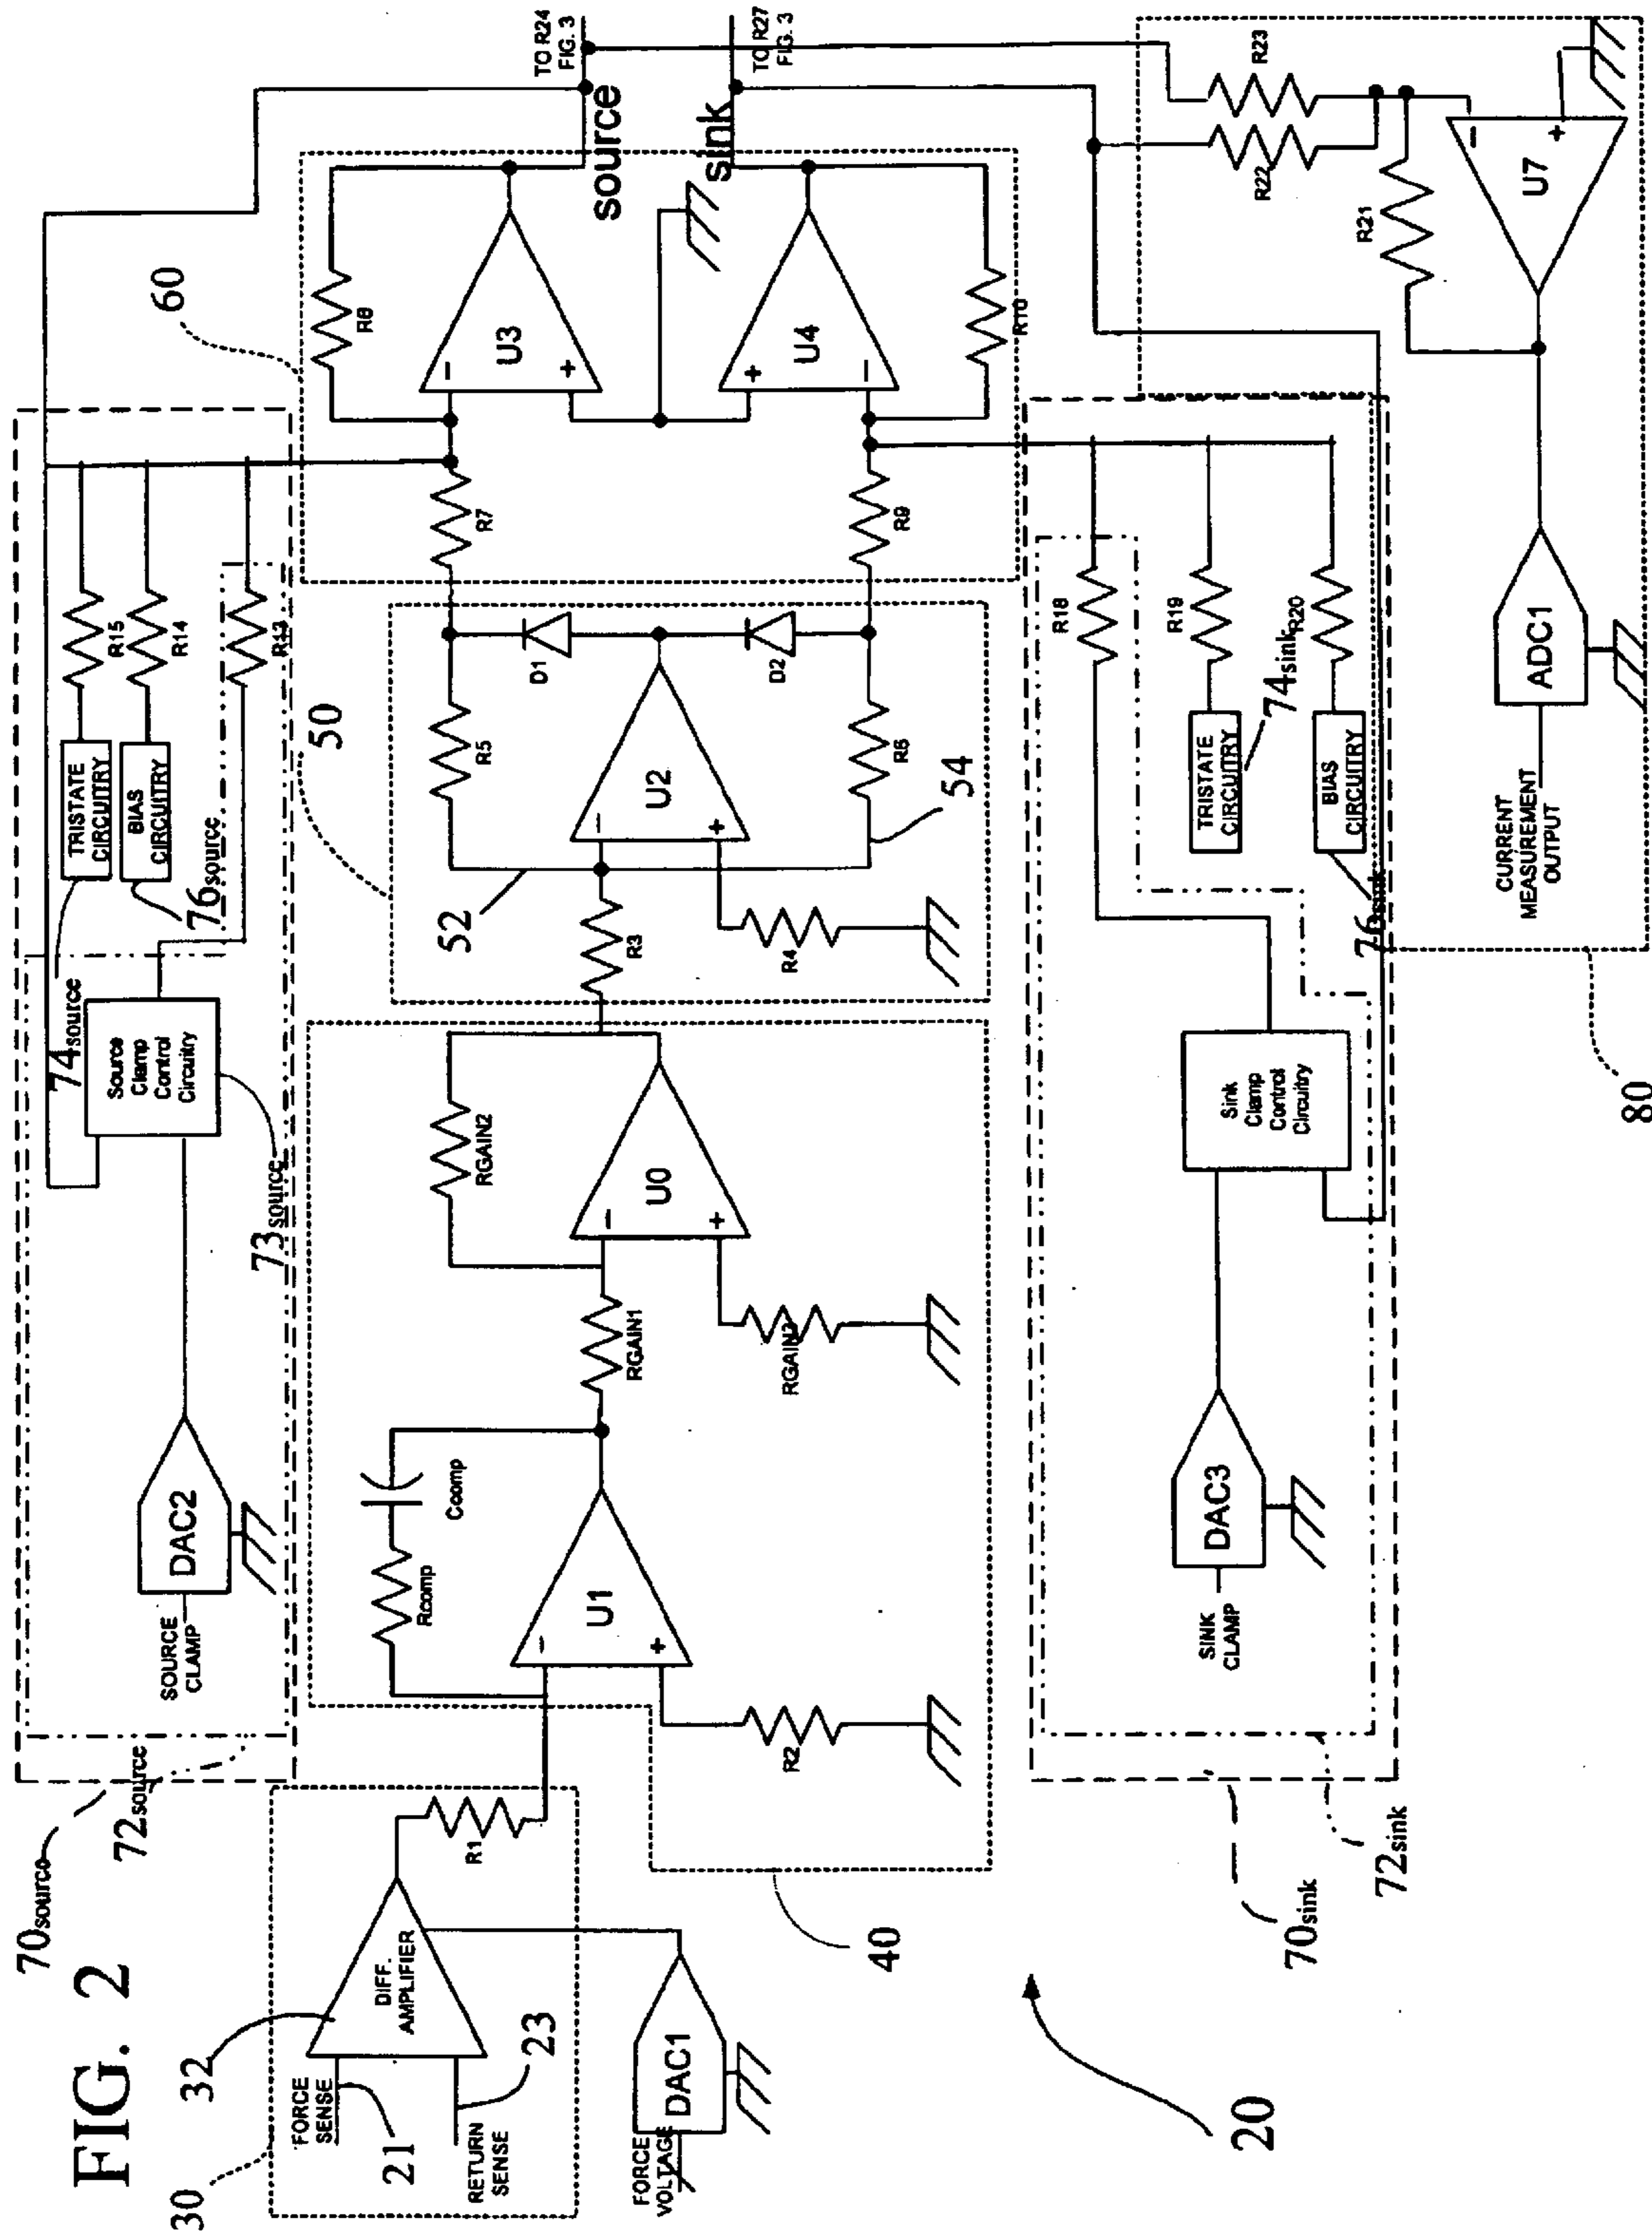 FIG. 2
70source
72source
SOURCE
CLAMP
DAC2
73source
Source
Clamp
Control
Circuitry
74source
TRISTATE
CIRCUITRY
BIAS
CIRCUITRY
76source
R15
R14
R13
30
32
FORCE
SENSE
21
RETURN
SENSE
23
DIFF.
AMPLIFIER
R1
FORCE
VOLTAGE
DAC1
40
Rcomp
Ccomp
-
+
U1
R2
RGAIN1
RGAIN2
-
+
U0
50
52
R3
R4
R5
-
+
U2
R6
54
D1
D2
60
R7
R8
-
+
U3
R9
+
-
U4
R10
source
TO R24
FIG. 3
sink
TO R27
FIG. 3
20
70sink
72sink
SINK
CLAMP
DAC3
Sink
Clamp
Control
Circuitry
R18
TRISTATE
CIRCUITRY
74sink
R19
BIAS
CIRCUITRY
76sink
R20
80
CURRENT
MEASUREMENT
OUTPUT
ADC1
R21
R22
R23
-
+
U7